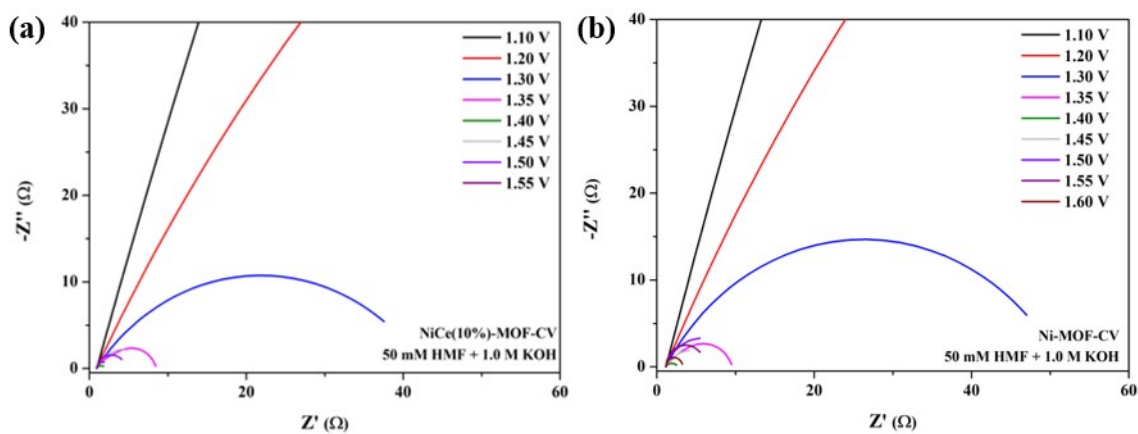 (a)
40
30
20
10
0
-Z'' (Ω)
0
20
40
60
Z' (Ω)
1.10 V
1.20 V
1.30 V
1.35 V
1.40 V
1.45 V
1.50 V
1.55 V
NiCe(10%)-MOF-CV
50 mM HMF + 1.0 M KOH
(b)
40
30
20
10
0
-Z'' (Ω)
0
20
40
60
Z' (Ω)
1.10 V
1.20 V
1.30 V
1.35 V
1.40 V
1.45 V
1.50 V
1.55 V
1.60 V
Ni-MOF-CV
50 mM HMF + 1.0 M KOH